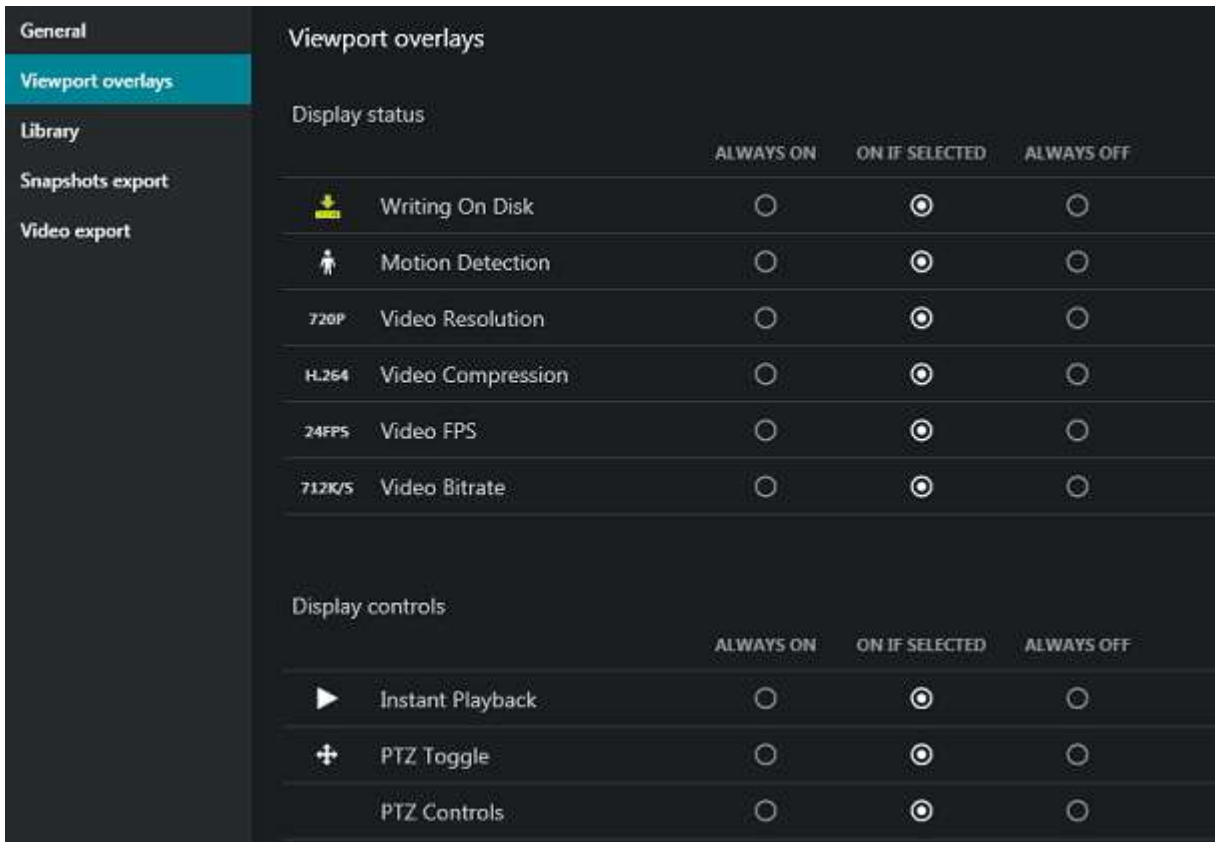 General
Viewport overlays
Library
Snapshots export
Video export
Viewport overlays
Display status
ALWAYS ON ON IF SELECTED ALWAYS OFF
Writing On Disk
Motion Detection
720P Video Resolution
H.264 Video Compression
24FPS Video FPS
712K/S Video Bitrate
Display controls
ALWAYS ON ON IF SELECTED ALWAYS OFF
Instant Playback
PTZ Toggle
PTZ Controls